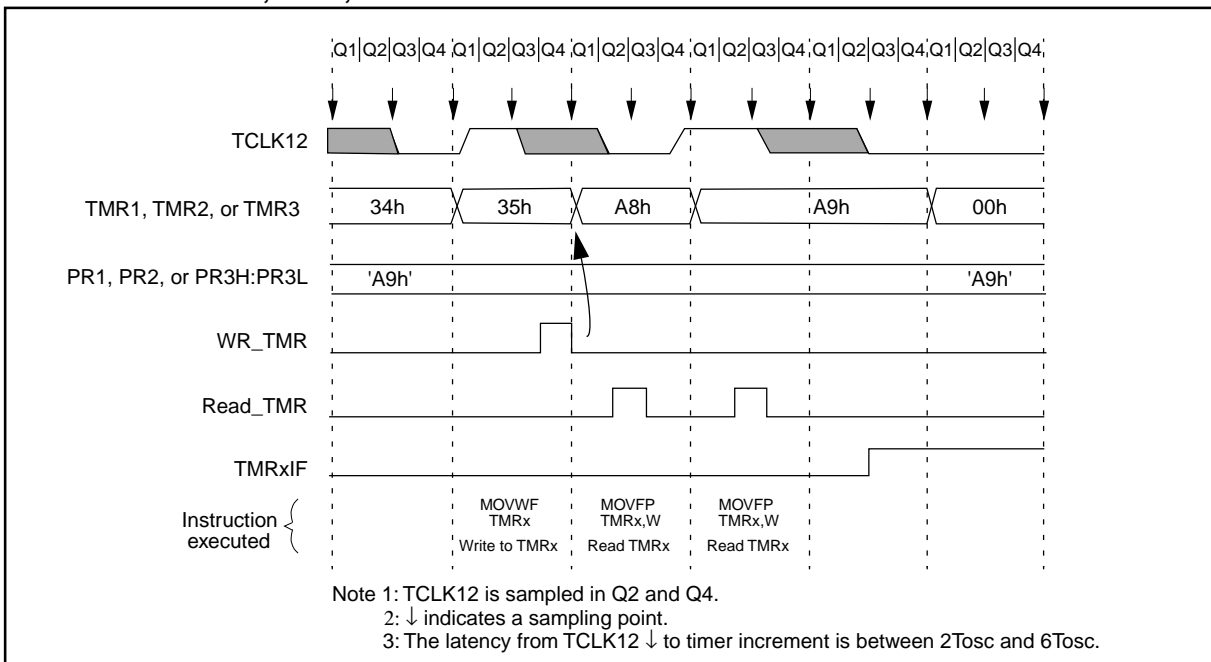 Q1|Q2|Q3|Q4 Q1|Q2|Q3|Q4 Q1|Q2|Q3|Q4 Q1|Q2|Q3|Q4 Q1|Q2|Q3|Q4 Q1|Q2|Q3|Q4
TCLK12
TMR1, TMR2, or TMR3 34h 35h A8h A9h 00h
PR1, PR2, or PR3H:PR3L 'A9h' 'A9h'
WR_TMR
Read_TMR
TMRxIF
Instruction executed
MOVWF TMRx Write to TMRx
MOVFP TMRx,W Read TMRx
MOVFP TMRx,W Read TMRx
Note 1: TCLK12 is sampled in Q2 and Q4.
2: ↓ indicates a sampling point.
3: The latency from TCLK12 ↓ to timer increment is between 2Tosc and 6Tosc.